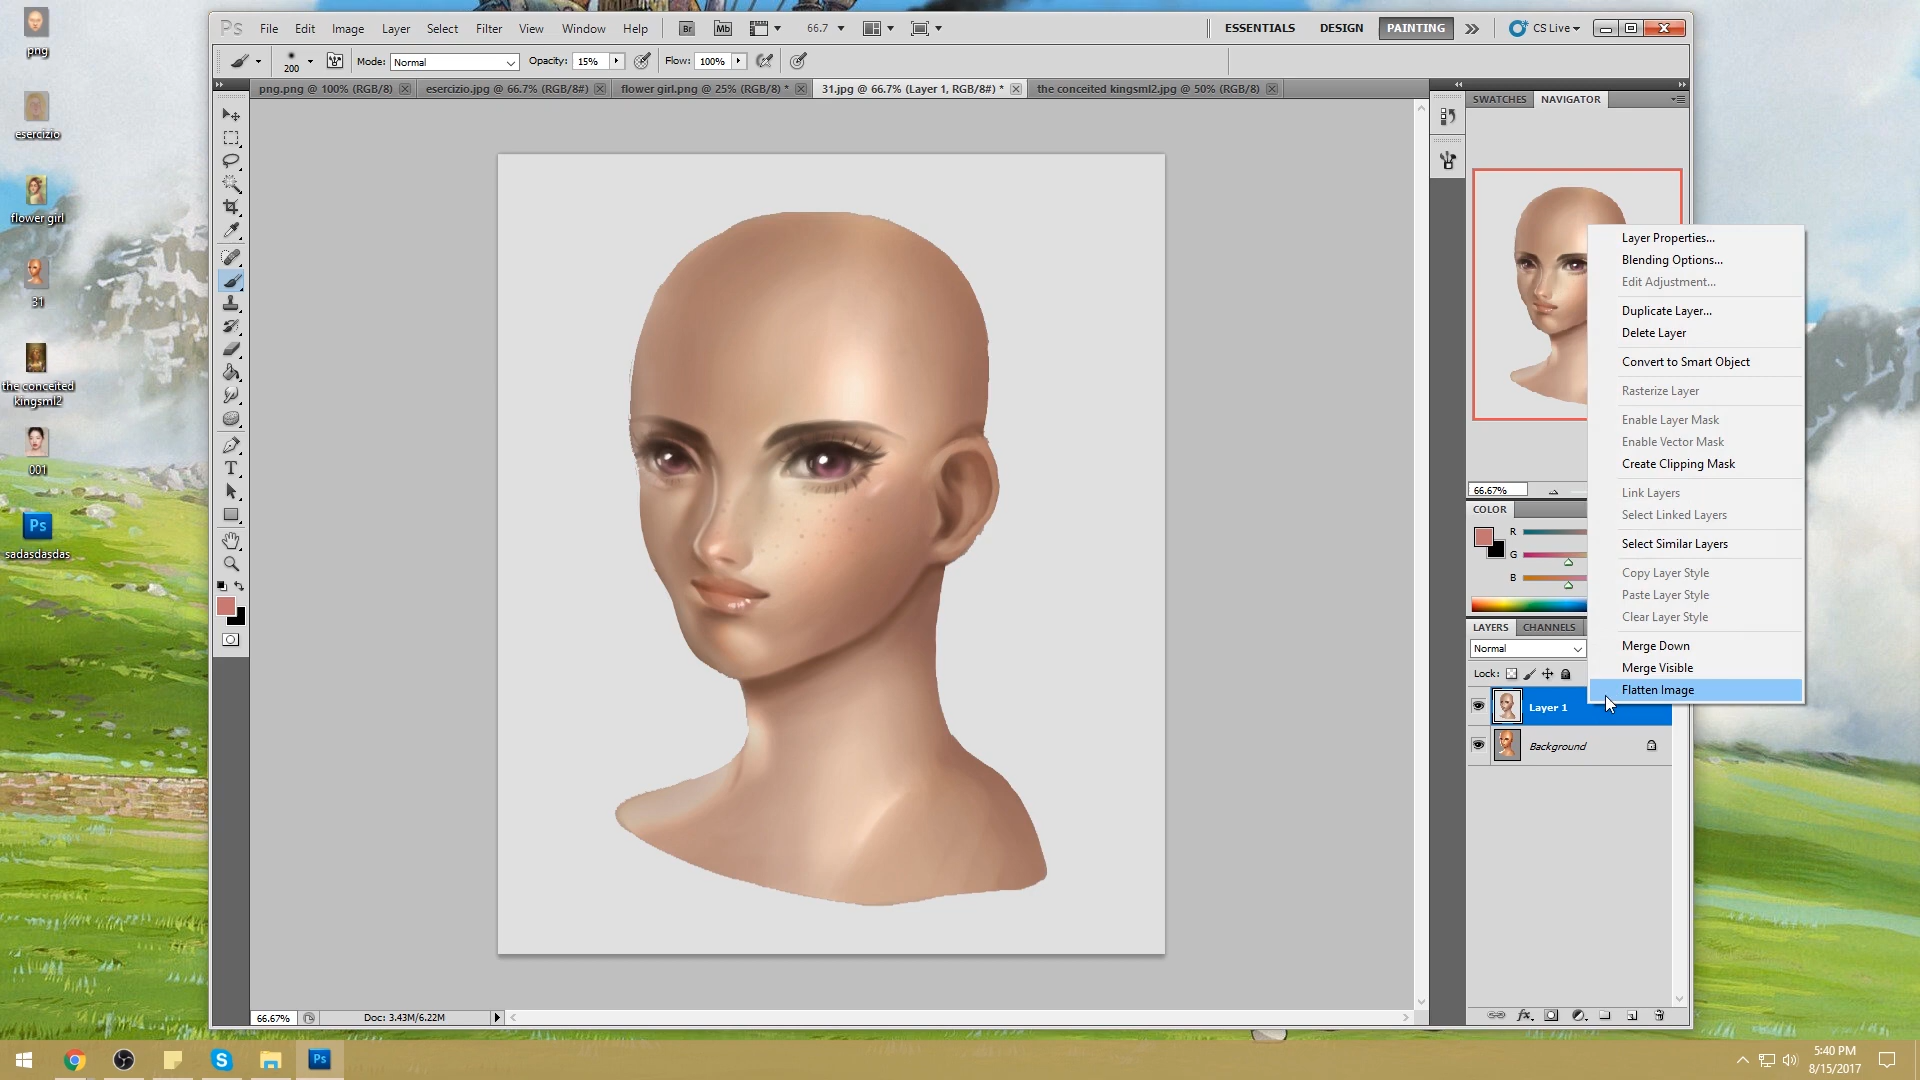 png
esercizio
flower girl
31
the conceited
kingsml2
001
Ps
sadasdasdas
Ps File Edit Image Layer Select Filter View Window Help Br Mb 66.7 ESSENTIALS DESIGN PAINTING CS Live
200 Mode: Normal Opacity: 15% Flow: 100%
png.png @ 100% (RGB/8) esercizio.jpg @ 66.7% (RGB/8#) flower girl.png @ 25% (RGB/8) * 31.jpg @ 66.7% (Layer 1, RGB/8#) * the conceited kingsml2.jpg @ 50% (RGB/8)
SWATCHES NAVIGATOR
66.67%
COLOR
R
G
B
LAYERS CHANNELS
Normal
Lock:
Layer 1
Background
fx
Layer Properties...
Blending Options...
Edit Adjustment...
Duplicate Layer...
Delete Layer
Convert to Smart Object
Rasterize Layer
Enable Layer Mask
Enable Vector Mask
Create Clipping Mask
Link Layers
Select Linked Layers
Select Similar Layers
Copy Layer Style
Paste Layer Style
Clear Layer Style
Merge Down
Merge Visible
Flatten Image
T
66.67% Doc: 3.43M/6.22M
S Ps
5:40 PM
8/15/2017